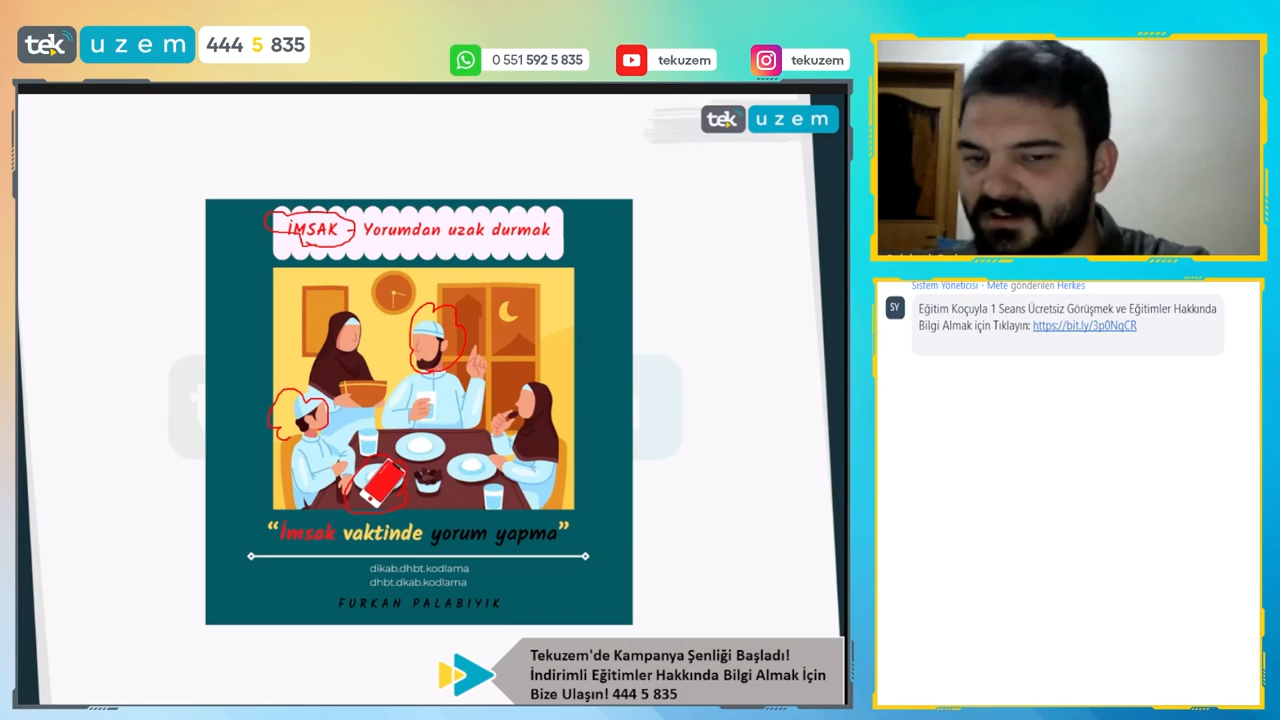 tek uzem 444 5 835
0 551 592 5 835
tekuzem
tekuzem
tek uzem
İMSAK - Yorumdan uzak durmak
"İmsak vaktinde yorum yapma"
dikab.dhbt.kodlama
dhbt.dkab.kodlama
FURKAN PALABIYIK
Tekuzem'de Kampanya Şenliği Başladı!
İndirimli Eğitimler Hakkında Bilgi Almak İçin
Bize Ulaşın! 444 5 835
Sistem Yöneticisi - Mete gönderilen Herkes
SY
Eğitim Koçuyla 1 Seans Ücretsiz Görüşmek ve Eğitimler Hakkında
Bilgi Almak için Tıklayın: https://bit.ly/3p0NqCR